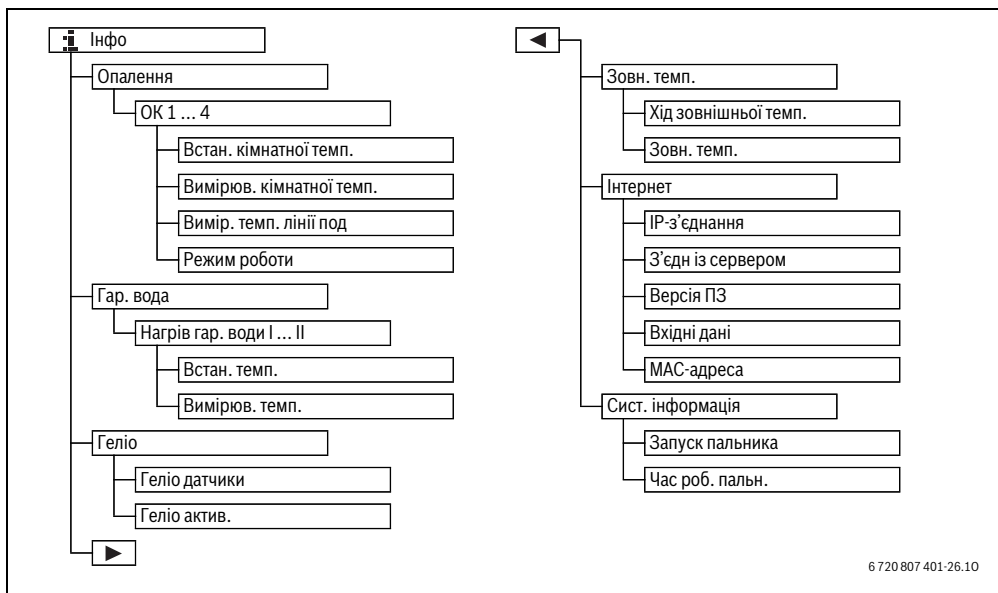 Інфо
Опалення
ОК 1 ... 4
Встан. кімнатної темп.
Вимірюв. кімнатної темп.
Вимір. темп. лінії под
Режим роботи
Гар. вода
Нагрів гар. води I ... II
Встан. темп.
Вимірюв. темп.
Геліо
Геліо датчики
Геліо актив.
Зовн. темп.
Хід зовнішньої темп.
Зовн. темп.
Інтернет
IP-з’єднання
З’єдн із сервером
Версія ПЗ
Вхідні дані
MAC-адреса
Сист. інформація
Запуск пальника
Час роб. пальн.
6 720 807 401-26.1O